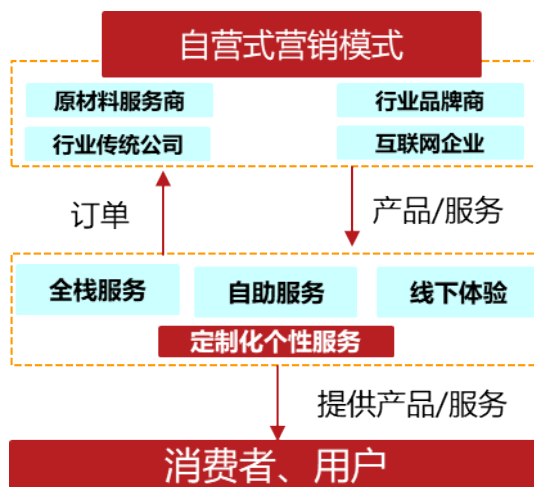 自营式营销模式
原材料服务商
行业品牌商
行业传统公司
互联网企业
订单
产品/服务
全栈服务
自助服务
线下体验
定制化个性服务
提供产品/服务
消费者、用户